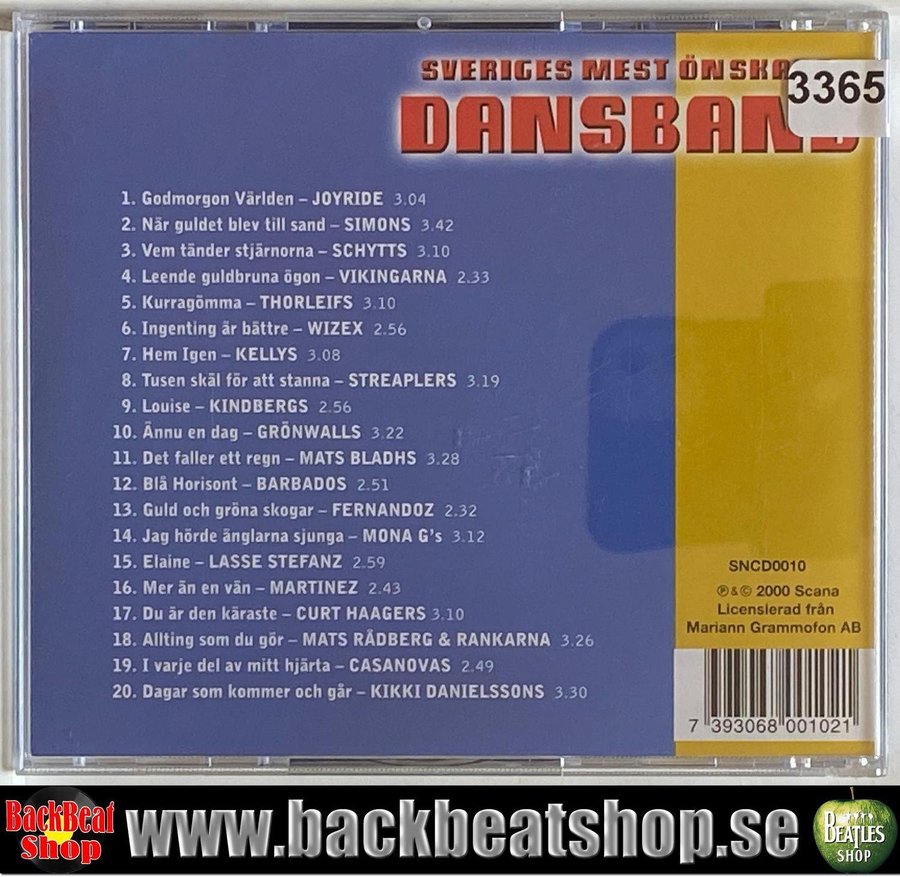 SVERIGES MEST ÖNSKA
3365
DANSBAND
1. Godmorgon Världen – JOYRIDE 3.04
2. När guldet blev till sand – SIMONS 3.42
3. Vem tänder stjärnorna – SCHYTTS 3.10
4. Leende guldbruna ögon – VIKINGARNA 2.33
5. Kurragömma – THORLEIFS 3.10
6. Ingenting är bättre – WIZEX 2.56
7. Hem Igen – KELLYS 3.08
8. Tusen skäl för att stanna – STREAPLERS 3.19
9. Louise – KINDBERGS 2.56
10. Ännu en dag – GRÖNWALLS 3.22
11. Det faller ett regn – MATS BLADHS 3.28
12. Blå Horisont – BARBADOS 2.51
13. Guld och gröna skogar – FERNANDOZ 2.32
14. Jag hörde änglarna sjunga – MONA G's 3.12
15. Elaine – LASSE STEFANZ 2.59
16. Mer än en vän – MARTINEZ 2.43
17. Du är den käraste – CURT HAAGERS 3.10
18. Allting som du gör – MATS RÅDBERG & RANKARNA 3.26
19. I varje del av mitt hjärta – CASANOVAS 2.49
20. Dagar som kommer och går – KIKKI DANIELSSONS 3.30
SNCD0010
℗ & © 2000 Scana
Licensierad från
Mariann Grammofon AB
7 393068 001021
BackBeat
Shop
www.backbeatshop.se
BEATLES
SHOP